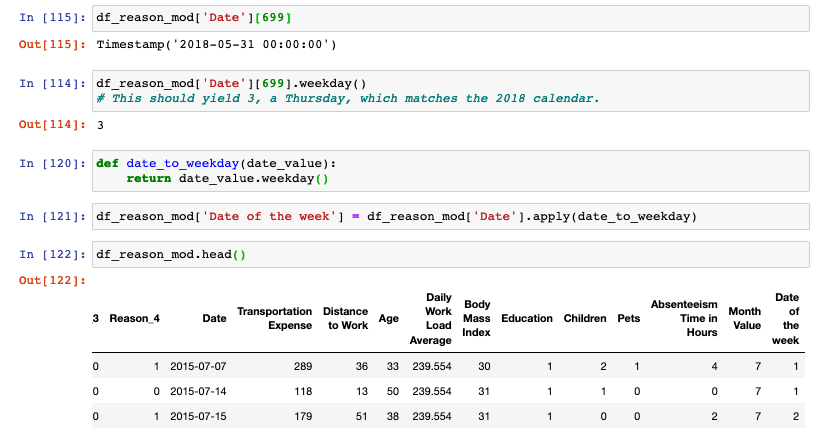 In [115]: df_reason_mod['Date'][699]
Out[115]: Timestamp('2018-05-31 00:00:00')
In [114]: df_reason_mod['Date'][699].weekday()
# This should yield 3, a Thursday, which matches the 2018 calendar.
Out[114]: 3
In [120]: def date_to_weekday(date_value):
    return date_value.weekday()
In [121]: df_reason_mod['Date of the week'] = df_reason_mod['Date'].apply(date_to_weekday)
In [122]: df_reason_mod.head()
Out[122]:
3 Reason_4 Date Transportation Expense Distance to Work Age Daily Work Load Average Body Mass Index Education Children Pets Absenteeism Time in Hours Month Value Date of the week
0 1 2015-07-07 289 36 33 239.554 30 1 2 1 4 7 1
0 0 2015-07-14 118 13 50 239.554 31 1 1 0 0 7 1
0 1 2015-07-15 179 51 38 239.554 31 1 0 0 2 7 2